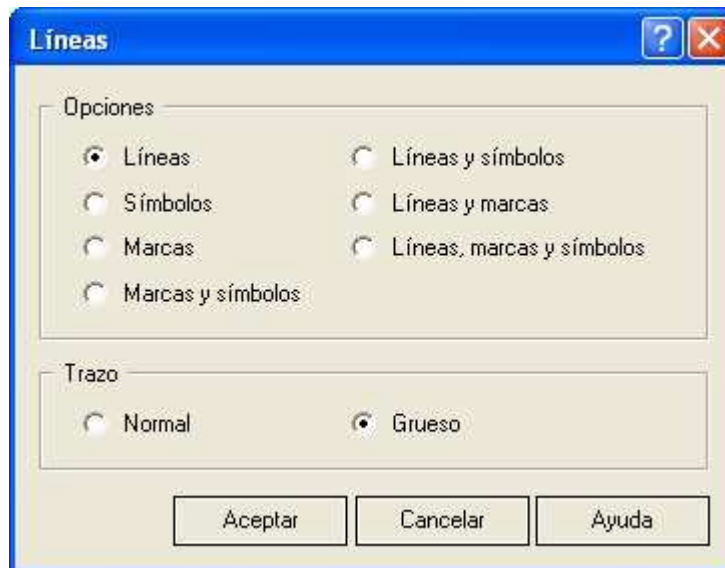 Líneas
Opciones
Líneas
Líneas y símbolos
Símbolos
Líneas y marcas
Marcas
Líneas, marcas y símbolos
Marcas y símbolos
Trazo
Normal
Grueso
Aceptar
Cancelar
Ayuda